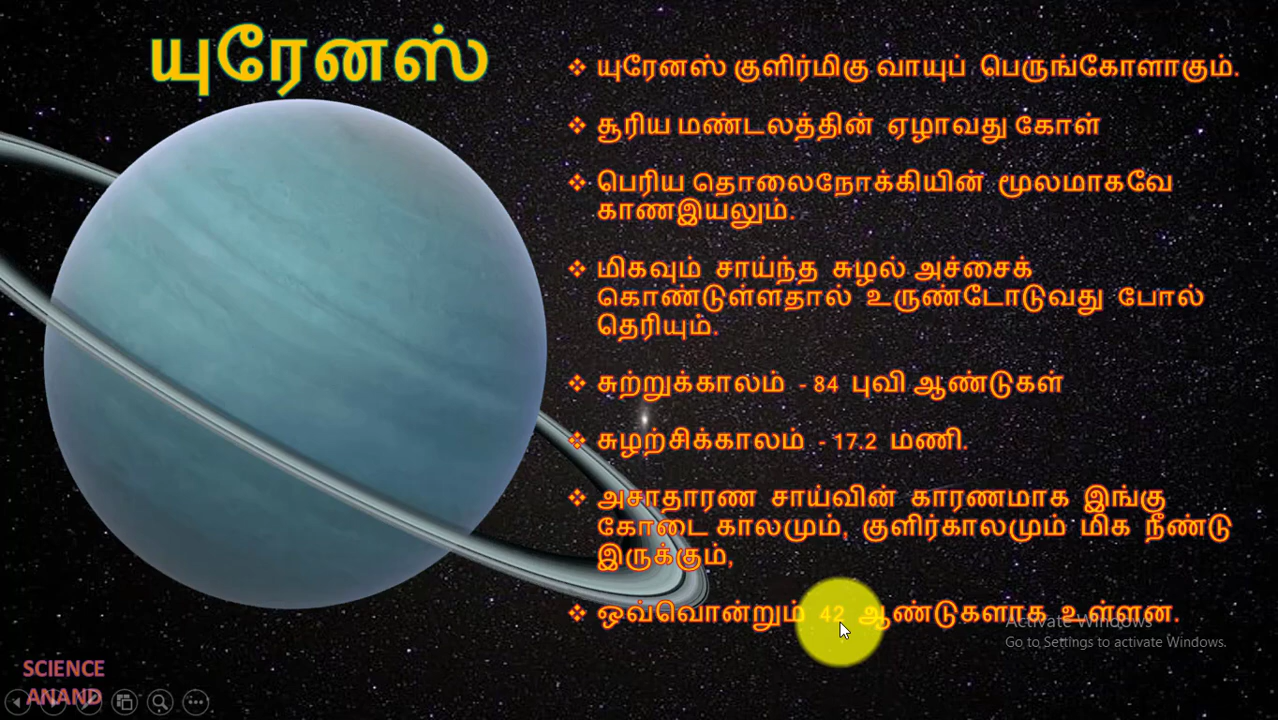 யுரேனஸ்
❖ யுரேனஸ் குளிர்மிகு வாயுப் பெருங்கோளாகும்.
❖ சூரிய மண்டலத்தின் ஏழாவது கோள்
❖ பெரிய தொலைநோக்கியின் மூலமாகவே
காணஇயலும்.
❖ மிகவும் சாய்ந்த சுழல் அச்சைக்
கொண்டுள்ளதால் உருண்டோடுவது போல்
தெரியும்.
❖ சுற்றுக்காலம் - 84 புவி ஆண்டுகள்
❖ சுழற்சிக்காலம் - 17.2 மணி.
❖ அசாதாரண சாய்வின் காரணமாக இங்கு
கோடை காலமும், குளிர்காலமும் மிக நீண்டு
இருக்கும்,
❖ ஒவ்வொன்றும் 42 ஆண்டுகளாக உள்ளன.
Activate Windows
Go to Settings to activate Windows.
SCIENCE
ANAND